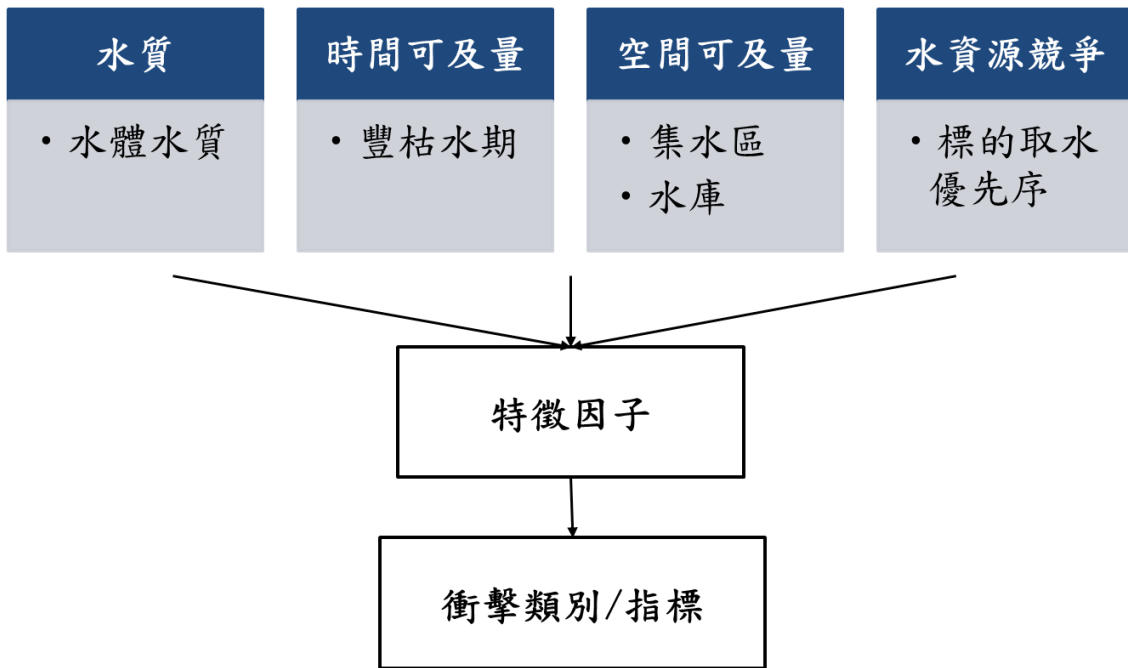 水質
時間可及量
空間可及量
水資源競爭
・水體水質
・豐枯水期
・集水區
・水庫
・標的取水
優先序
特徵因子
衝擊類別/指標